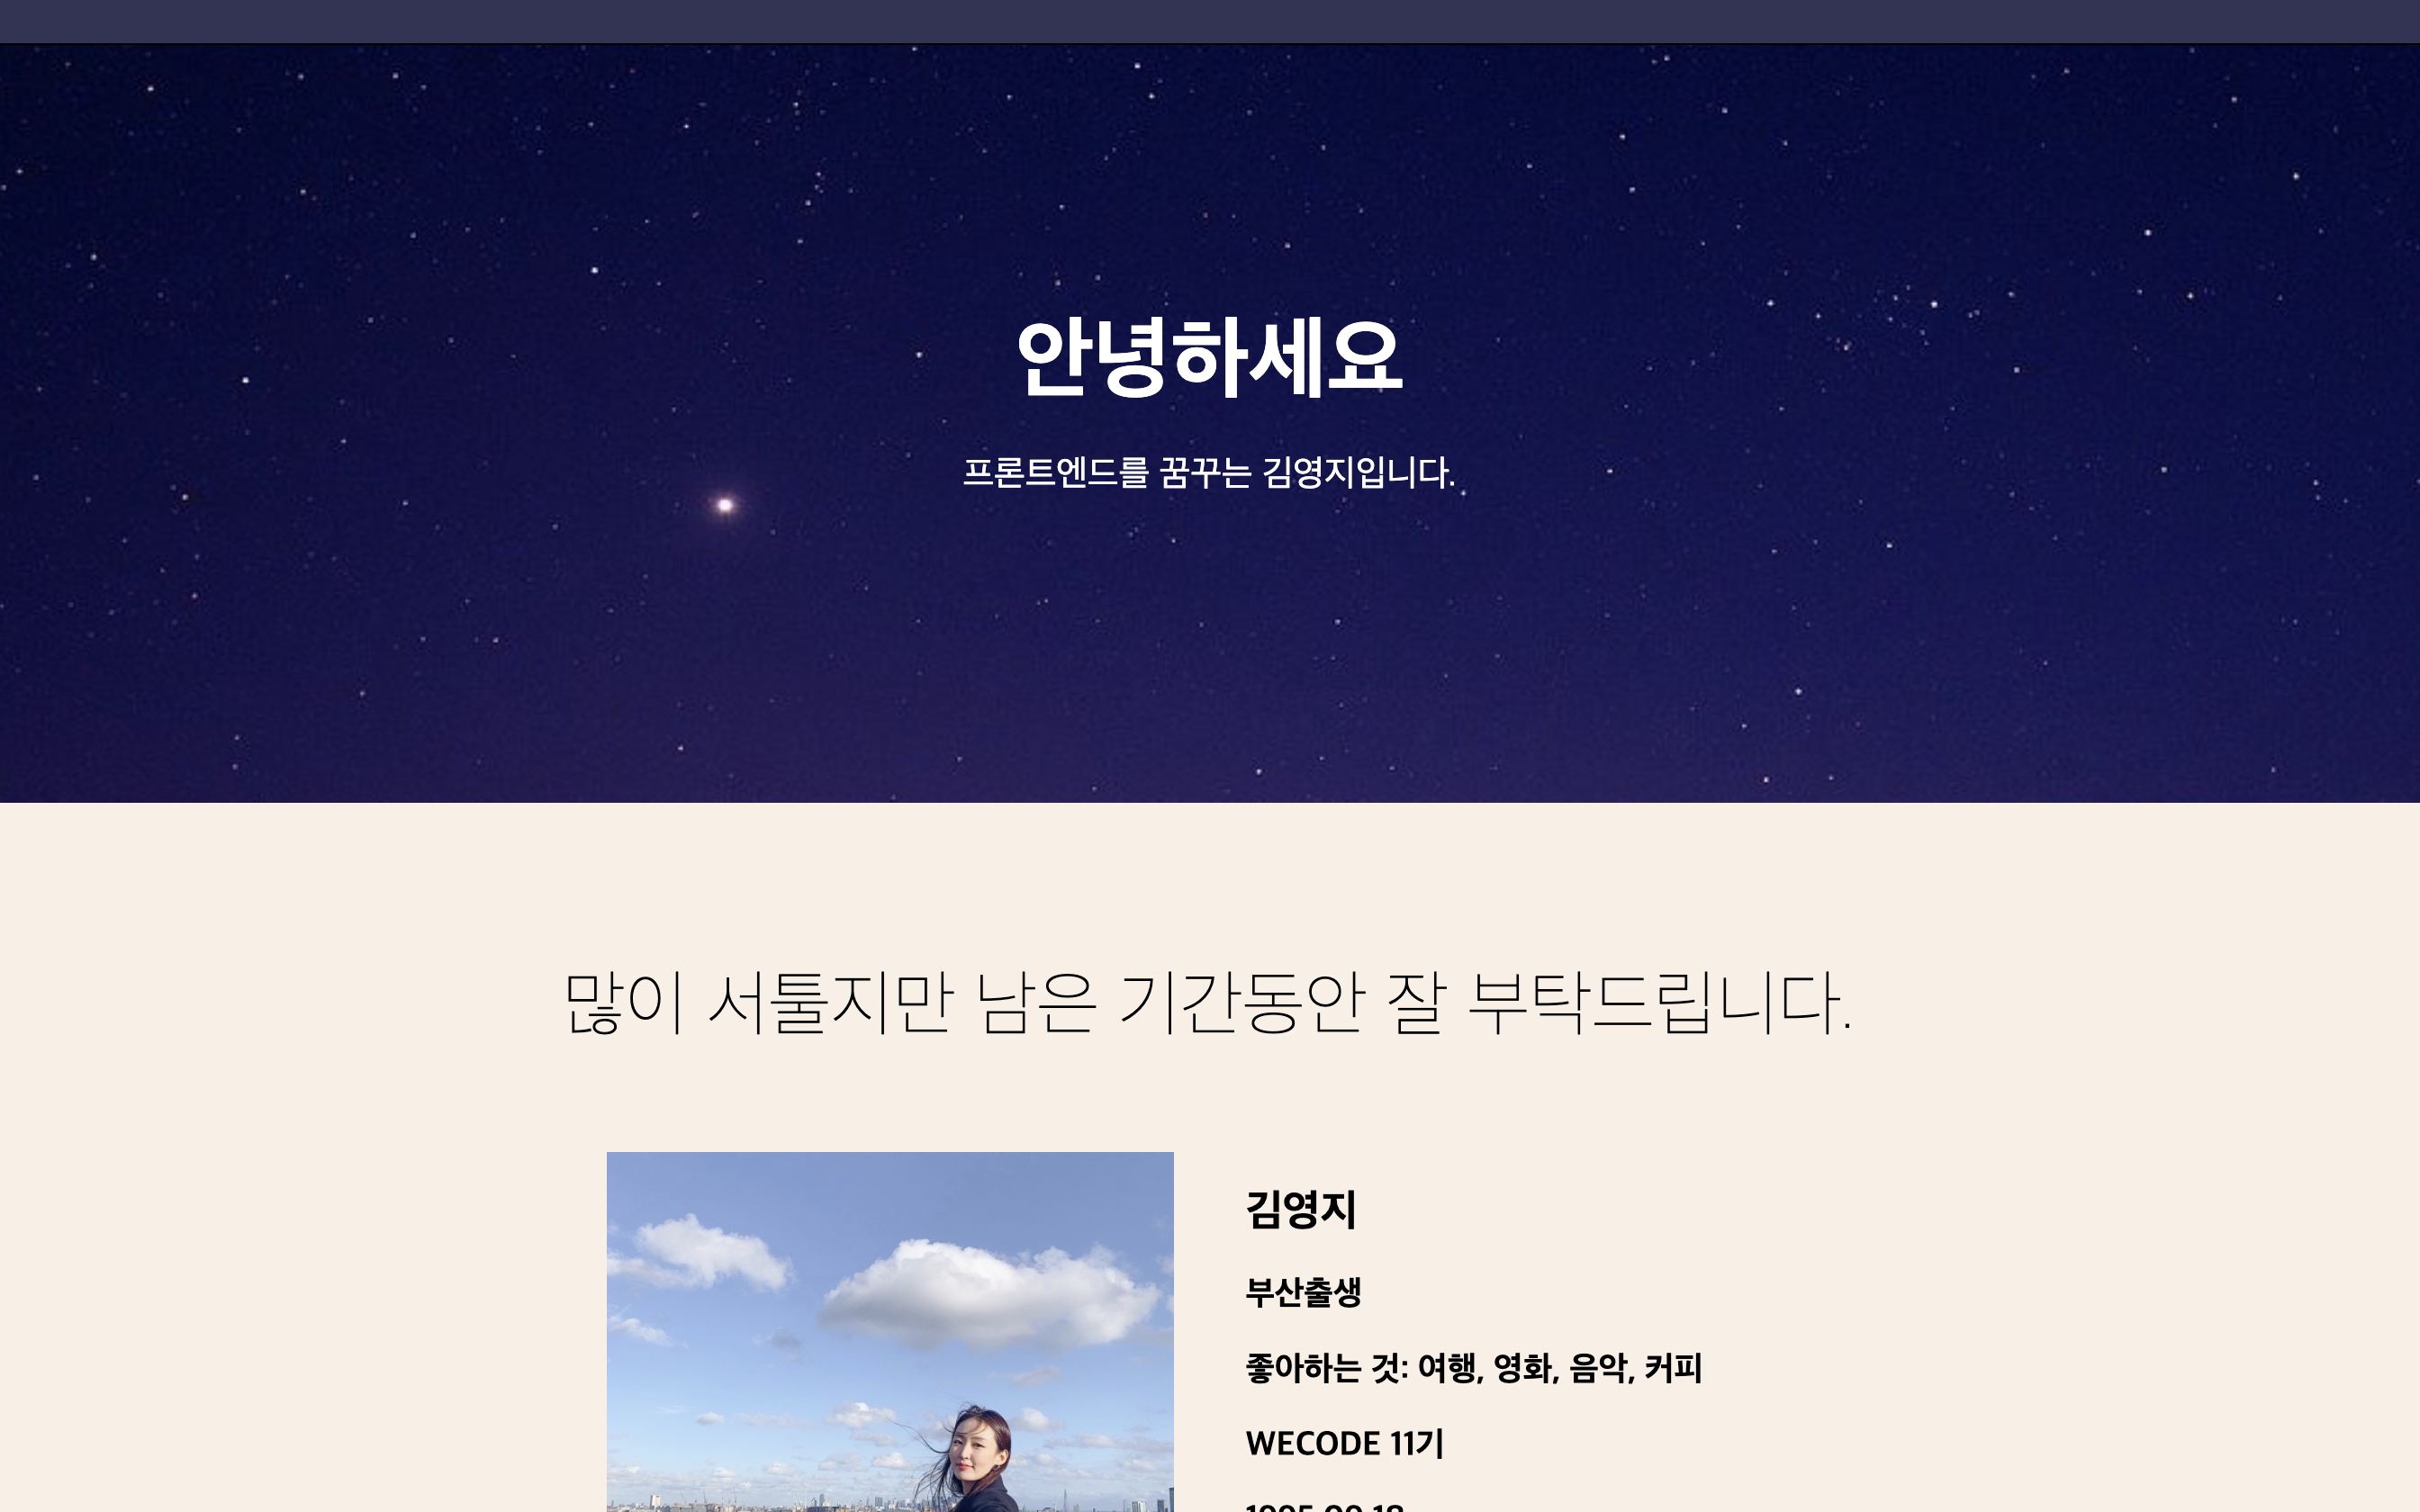 안녕하세요
프론트엔드를 꿈꾸는 김영지입니다.
많이 서툴지만 남은 기간동안 잘 부탁드립니다.
김영지
부산출생
좋아하는 것: 여행, 영화, 음악, 커피
WECODE 11기